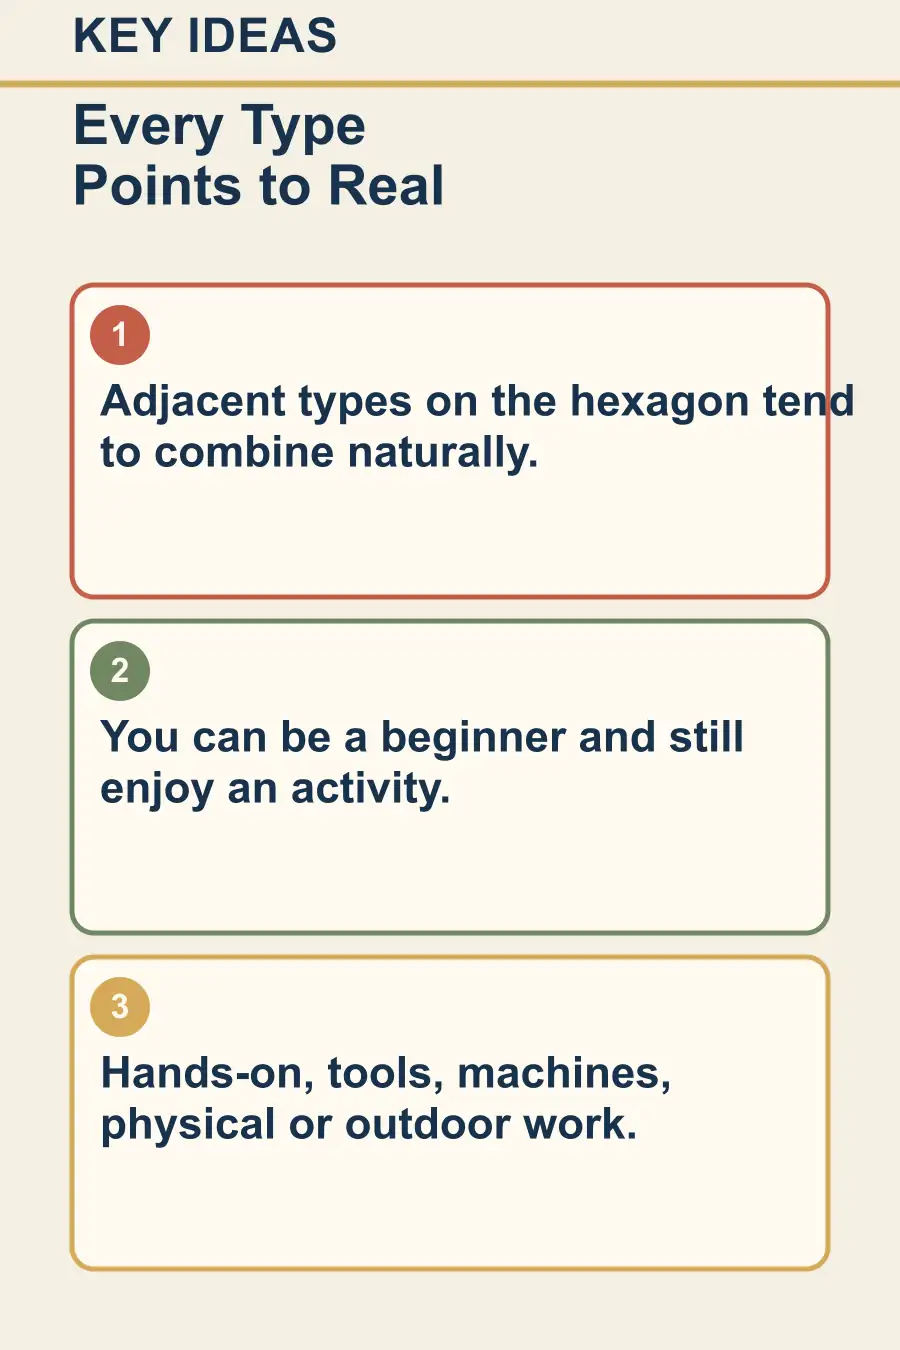 KEY IDEAS
Every Type
Points to Real
1
Adjacent types on the hexagon tend
to combine naturally.
2
You can be a beginner and still
enjoy an activity.
3
Hands-on, tools, machines,
physical or outdoor work.